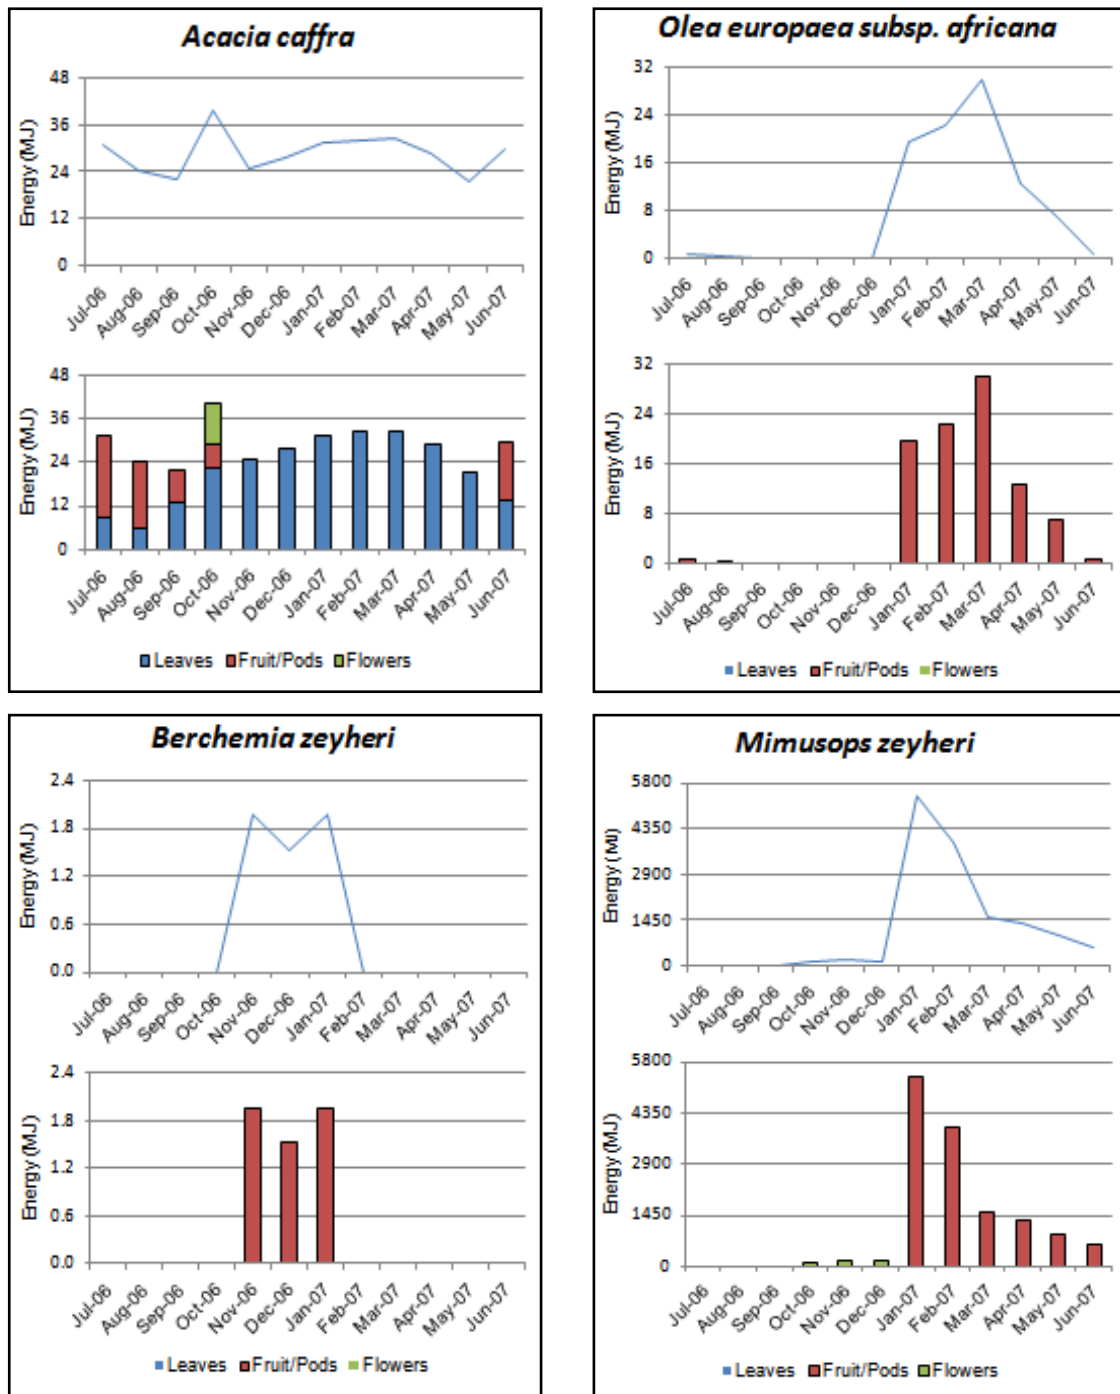 Acacia caffra
Energy (MJ)
48
36
24
12
0
Jul-06 Aug-06 Sep-06 Oct-06 Nov-06 Dec-06 Jan-07 Feb-07 Mar-07 Apr-07 May-07 Jun-07
Energy (MJ)
48
36
24
12
0
Jul-06 Aug-06 Sep-06 Oct-06 Nov-06 Dec-06 Jan-07 Feb-07 Mar-07 Apr-07 May-07 Jun-07
Leaves Fruit/Pods Flowers
Olea europaea subsp. africana
Energy (MJ)
32
24
16
8
0
Jul-06 Aug-06 Sep-06 Oct-06 Nov-06 Dec-06 Jan-07 Feb-07 Mar-07 Apr-07 May-07 Jun-07
Energy (MJ)
32
24
16
8
0
Jul-06 Aug-06 Sep-06 Oct-06 Nov-06 Dec-06 Jan-07 Feb-07 Mar-07 Apr-07 May-07 Jun-07
Leaves Fruit/Pods Flowers
Berchemia zeyheri
Energy (MJ)
2.4
1.8
1.2
0.6
0.0
Jul-06 Aug-06 Sep-06 Oct-06 Nov-06 Dec-06 Jan-07 Feb-07 Mar-07 Apr-07 May-07 Jun-07
Energy (MJ)
2.4
1.8
1.2
0.6
0.0
Jul-06 Aug-06 Sep-06 Oct-06 Nov-06 Dec-06 Jan-07 Feb-07 Mar-07 Apr-07 May-07 Jun-07
Leaves Fruit/Pods Flowers
Mimusops zeyheri
Energy (MJ)
5800
4350
2900
1450
0
Jul-06 Aug-06 Sep-06 Oct-06 Nov-06 Dec-06 Jan-07 Feb-07 Mar-07 Apr-07 May-07 Jun-07
Energy (MJ)
5800
4350
2900
1450
0
Jul-06 Aug-06 Sep-06 Oct-06 Nov-06 Dec-06 Jan-07 Feb-07 Mar-07 Apr-07 May-07 Jun-07
Leaves Fruit/Pods Flowers